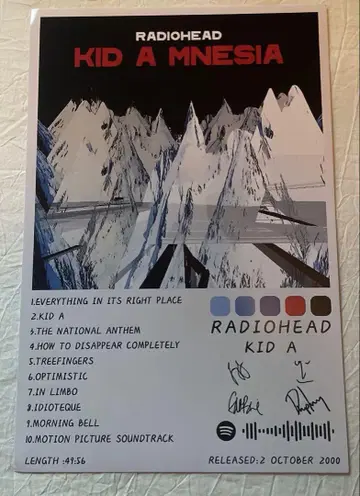 RADIOHEAD
KID A MNESIA
1.EVERYTHING IN ITS RIGHT PLACE
2.KID A
3.THE NATIONAL ANTHEM
4.HOW TO DISAPPEAR COMPLETELY
5.TREEFINGERS
6.OPTIMISTIC
7.IN LIMBO
8.IDIOTEQUE
9.MORNING BELL
10.MOTION PICTURE SOUNDTRACK
LENGTH :49:56
RADIOHEAD
KID A
RELEASED:2 OCTOBER 2000